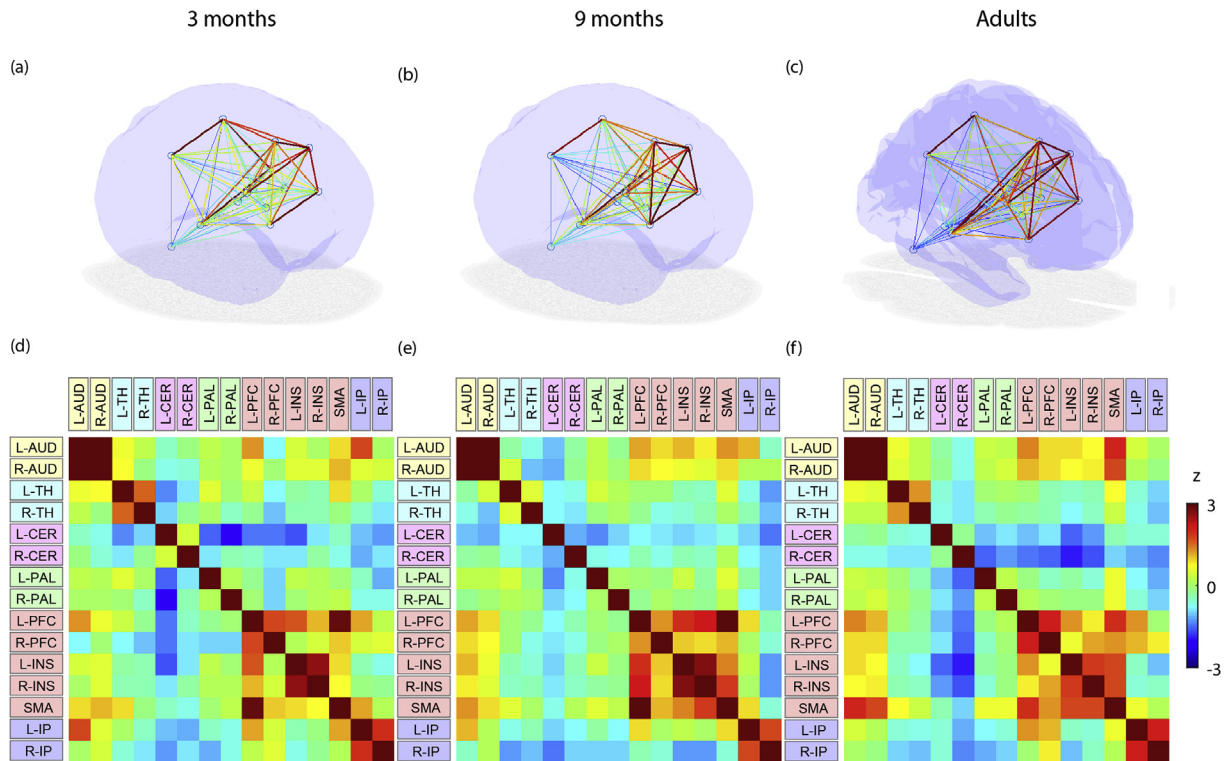 3 months 9 months Adults
(a) (b) (c)
(d) (e) (f)
L-AUD R-AUD L-TH R-TH L-CER R-CER L-PAL R-PAL L-PFC R-PFC L-INS R-INS SMA L-IP R-IP L-AUD R-AUD L-TH R-TH L-CER R-CER L-PAL R-PAL L-PFC R-PFC L-INS R-INS SMA L-IP R-IP L-AUD R-AUD L-TH R-TH L-CER R-CER L-PAL R-PAL L-PFC R-PFC L-INS R-INS SMA L-IP R-IP
L-AUD L-AUD L-AUD
R-AUD R-AUD R-AUD
L-TH L-TH L-TH
R-TH R-TH R-TH
L-CER L-CER L-CER
R-CER R-CER R-CER
L-PAL L-PAL L-PAL
R-PAL R-PAL R-PAL
L-PFC L-PFC L-PFC
R-PFC R-PFC R-PFC
L-INS L-INS L-INS
R-INS R-INS R-INS
SMA SMA SMA
L-IP L-IP L-IP
R-IP R-IP R-IP
z
3
0
-3